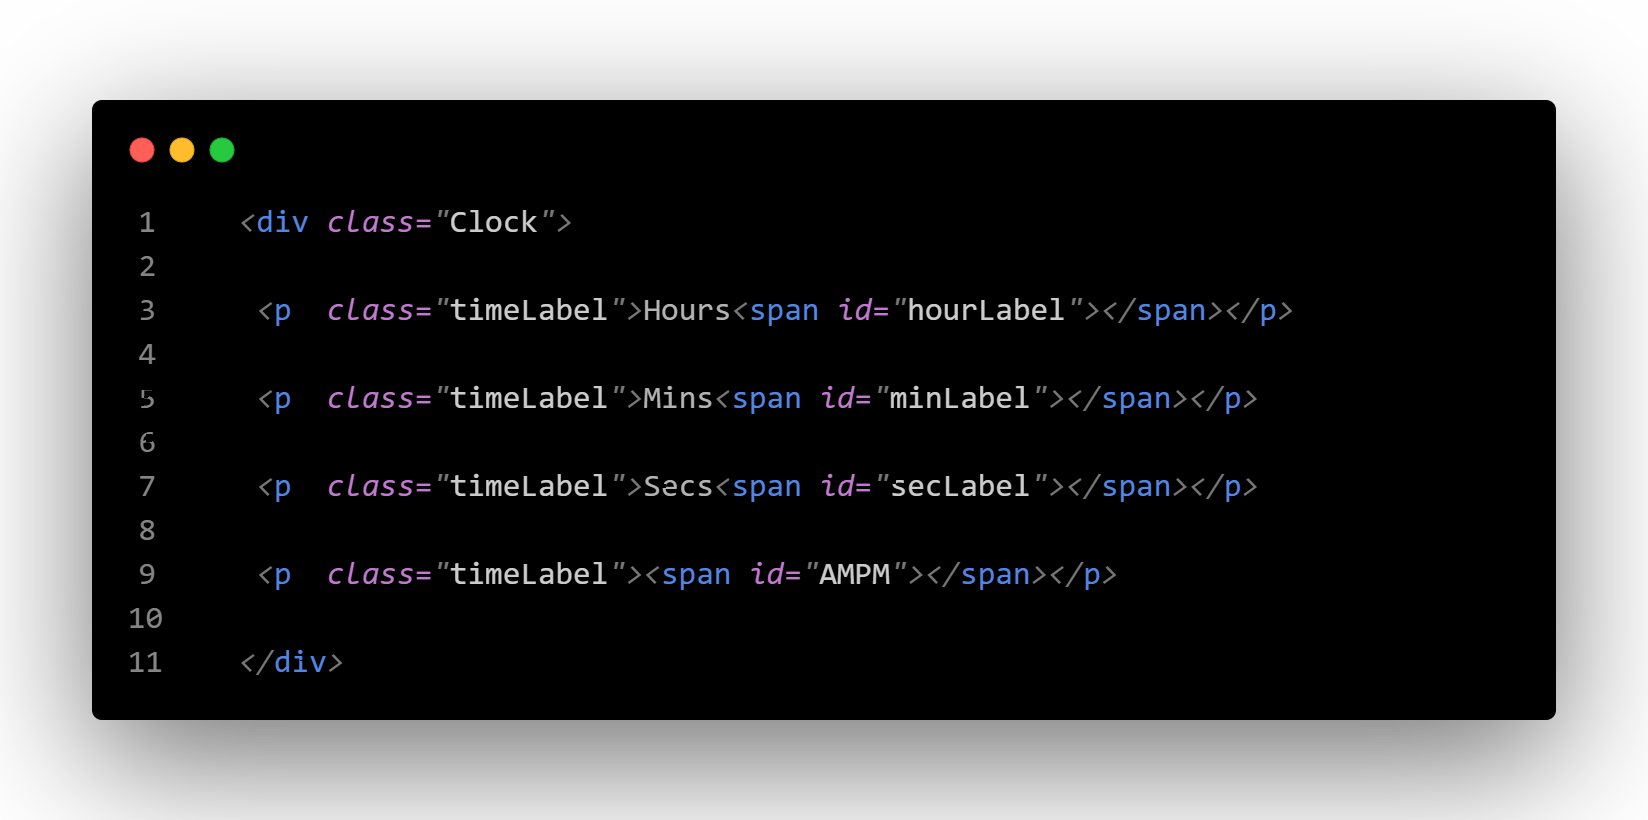 1 <div class="Clock">
2
3 <p  class="timeLabel">Hours<span id="hourLabel"></span></p>
4
5 <p  class="timeLabel">Mins<span id="minLabel"></span></p>
6
7 <p  class="timeLabel">Secs<span id="secLabel"></span></p>
8
9 <p  class="timeLabel"><span id="AMPM"></span></p>
10
11 </div>